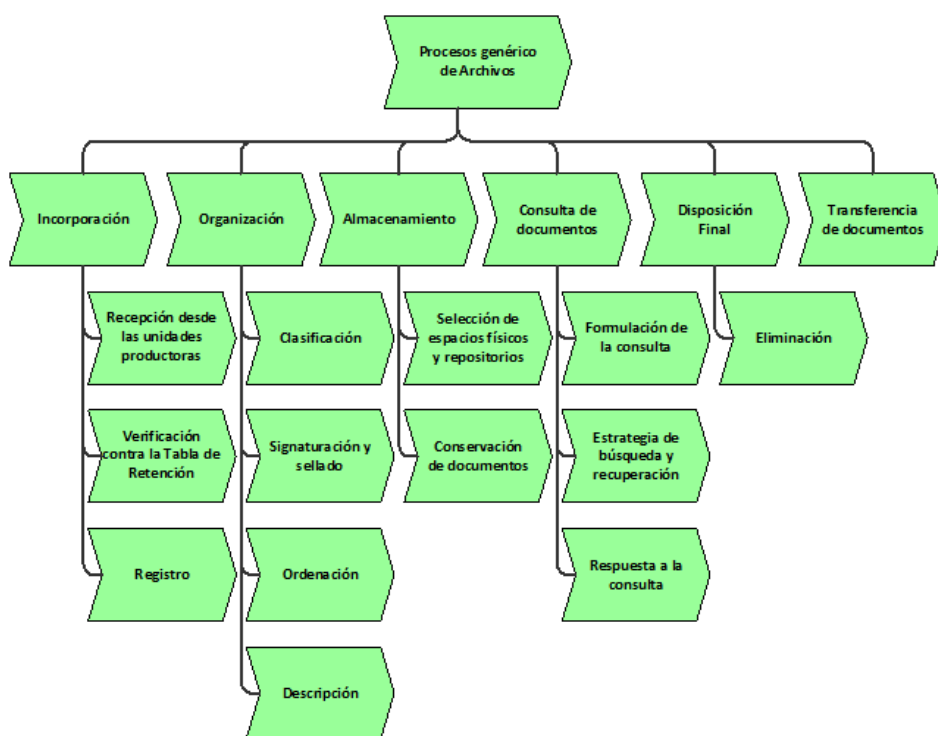 Procesos genérico
de Archivos
Incorporación
Organización
Almacenamiento
Consulta de
documentos
Disposición
Final
Transferencia
de documentos
Recepción desde
las unidades
productoras
Clasificación
Selección de
espacios físicos
y repositorios
Formulación de
la consulta
Eliminación
Verificación
contra la Tabla de
Retención
Signaturación y
sellado
Conservación
de documentos
Estrategia de
búsqueda y
recuperación
Registro
Ordenación
Respuesta a la
consulta
Descripción